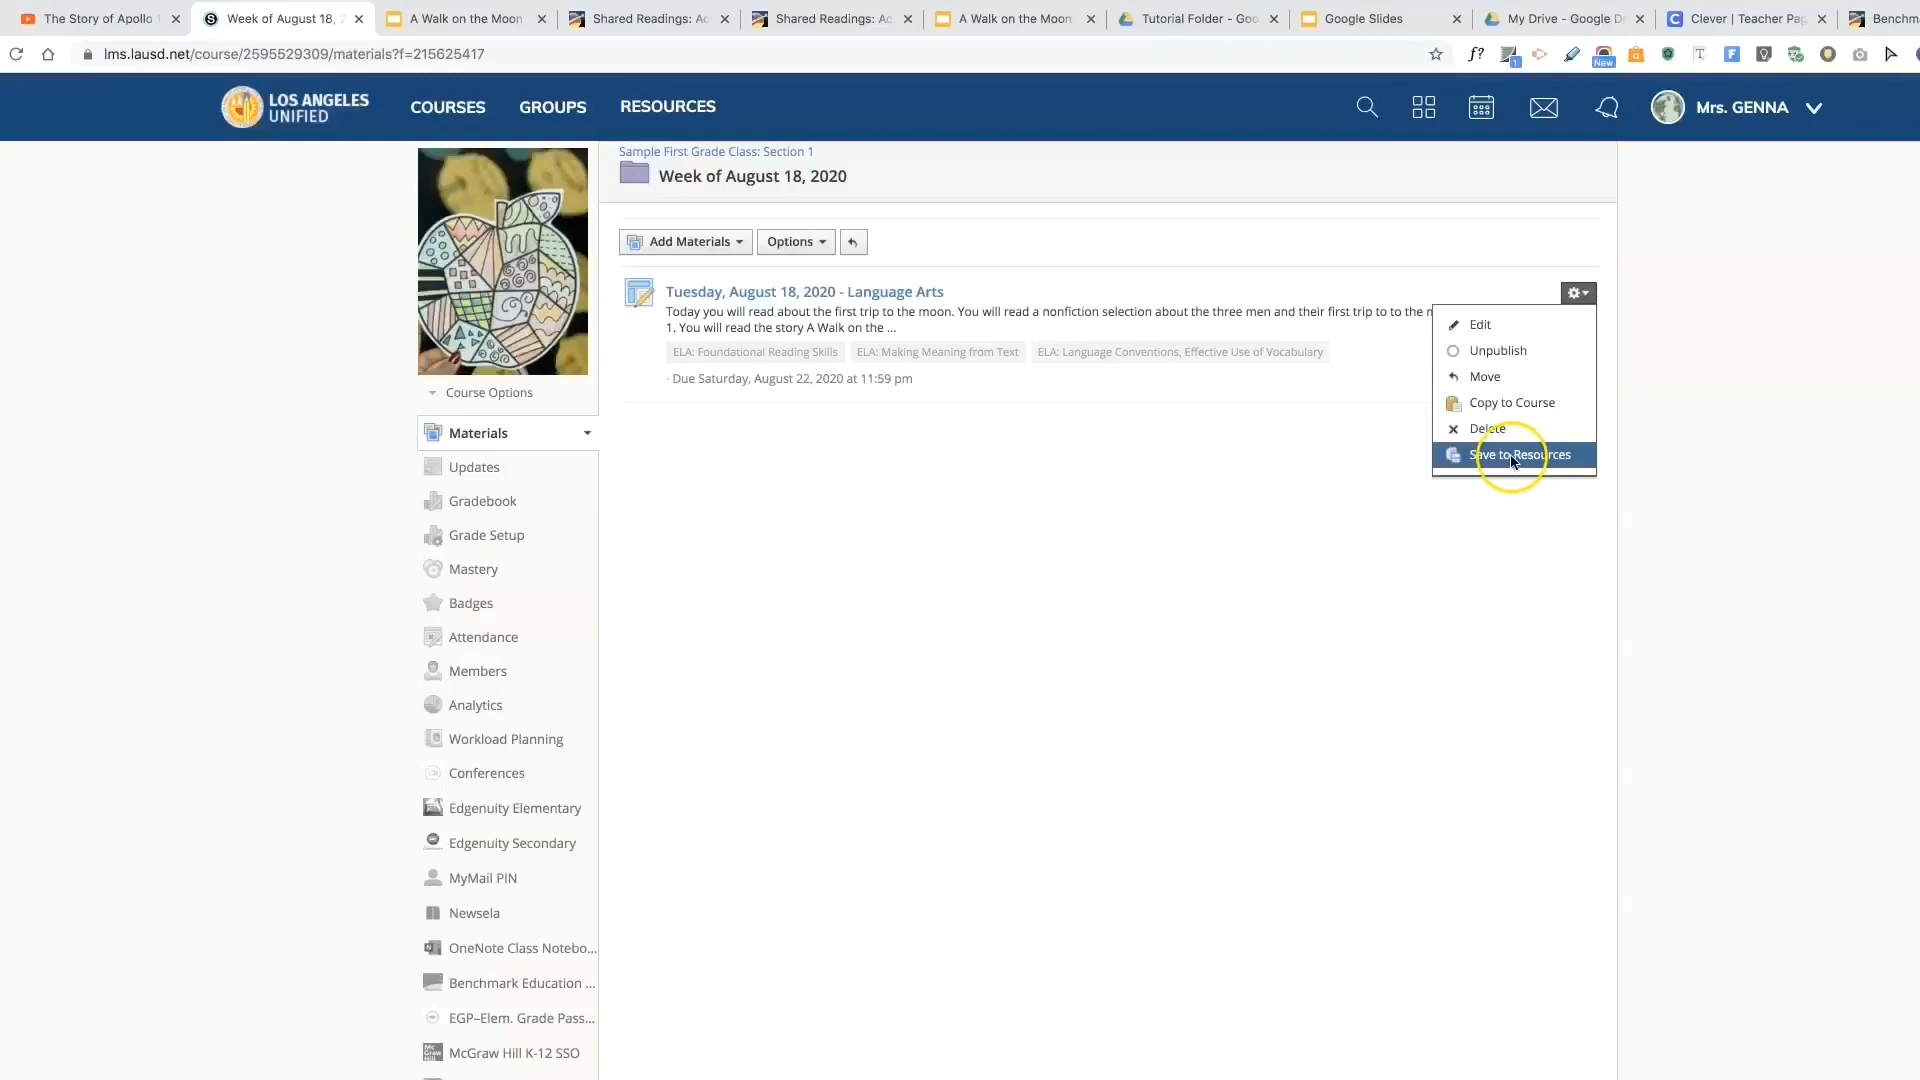 The Story of Apollo
Week of August 18, 2
A Walk on the Moon
Shared Readings: Ac
Shared Readings: Ac
A Walk on the Moon
Tutorial Folder - Goo
Google Slides
My Drive - Google D
Clever | Teacher Pag
Benchm
lms.lausd.net/course/2595529309/materials?f=215625417
f?
1
New
T
F
LOS ANGELES
UNIFIED
COURSES
GROUPS
RESOURCES
Mrs. GENNA
Sample First Grade Class: Section 1
Week of August 18, 2020
Add Materials
Options
Tuesday, August 18, 2020 - Language Arts
Today you will read about the first trip to the moon. You will read a nonfiction selection about the three men and their first trip to to the m
1. You will read the story A Walk on the ...
ELA: Foundational Reading Skills
ELA: Making Meaning from Text
ELA: Language Conventions, Effective Use of Vocabulary
· Due Saturday, August 22, 2020 at 11:59 pm
Edit
Unpublish
Move
Copy to Course
Delete
Save to Resources
Course Options
Materials
Updates
Gradebook
Grade Setup
Mastery
Badges
Attendance
Members
Analytics
Workload Planning
Conferences
Edgenuity Elementary
Edgenuity Secondary
MyMail PIN
Newsela
OneNote Class Notebo...
Benchmark Education ...
EGP–Elem. Grade Pass...
McGraw Hill K-12 SSO